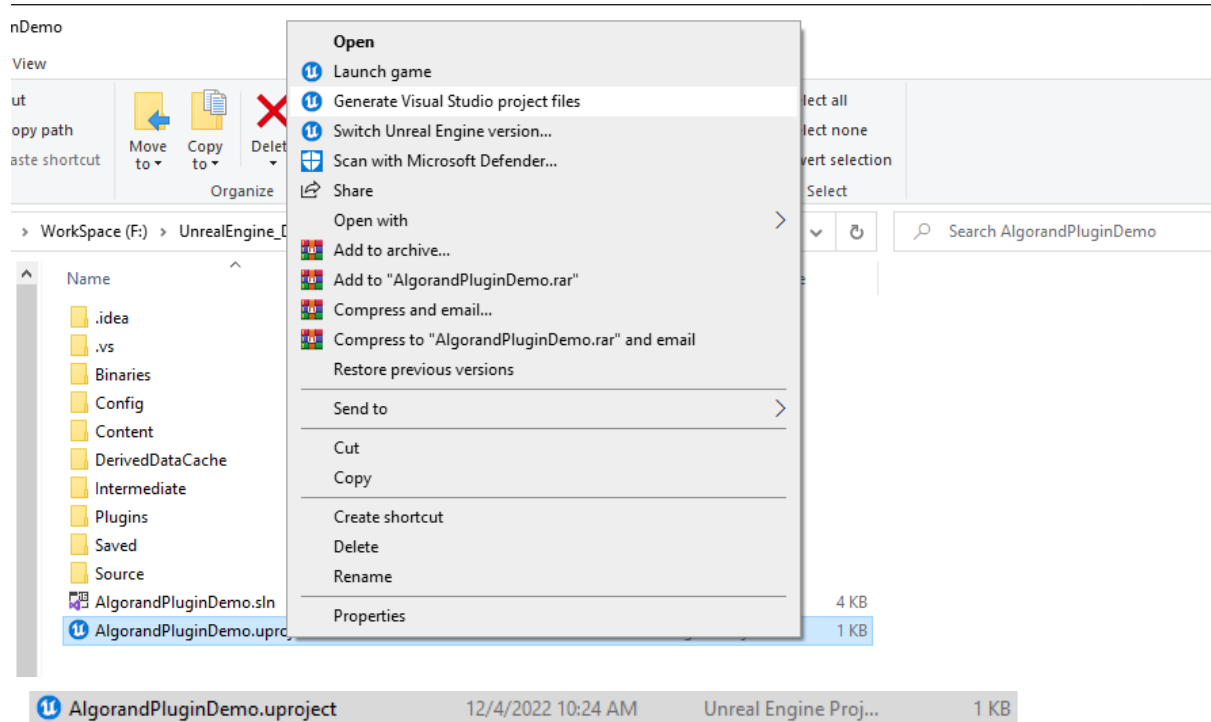 nDemo
View
ut
opy path
aste shortcut
Move to
Copy to
Delet
Organize
lect all
lect none
vert selection
Select
WorkSpace (F:) > UnrealEngine_D
Search AlgorandPluginDemo
Name
.idea
.vs
Binaries
Config
Content
DerivedDataCache
Intermediate
Plugins
Saved
Source
AlgorandPluginDemo.sln 4 KB
AlgorandPluginDemo.upro 1 KB
Open
Launch game
Generate Visual Studio project files
Switch Unreal Engine version...
Scan with Microsoft Defender...
Share
Open with
Add to archive...
Add to "AlgorandPluginDemo.rar"
Compress and email...
Compress to "AlgorandPluginDemo.rar" and email
Restore previous versions
Send to
Cut
Copy
Create shortcut
Delete
Rename
Properties
AlgorandPluginDemo.uproject 12/4/2022 10:24 AM Unreal Engine Proj... 1 KB